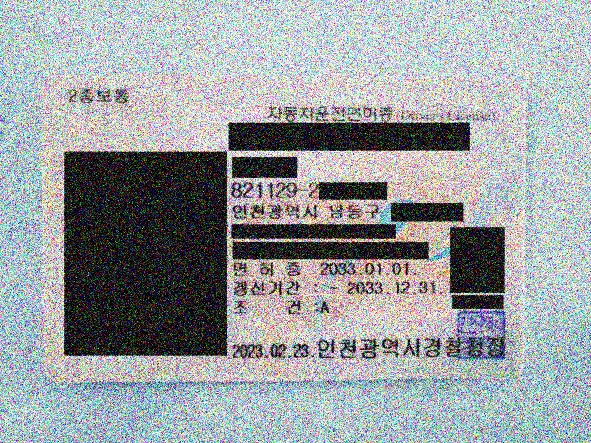 2종보통
자동차운전면허증 (Driver's License)
821129-2
인천광역시 남동구
면 허 증 2033.01.01.
갱신기간 : ~ 2033.12.31.
조 건 :A
2023.02.23. 인천광역시경찰청장